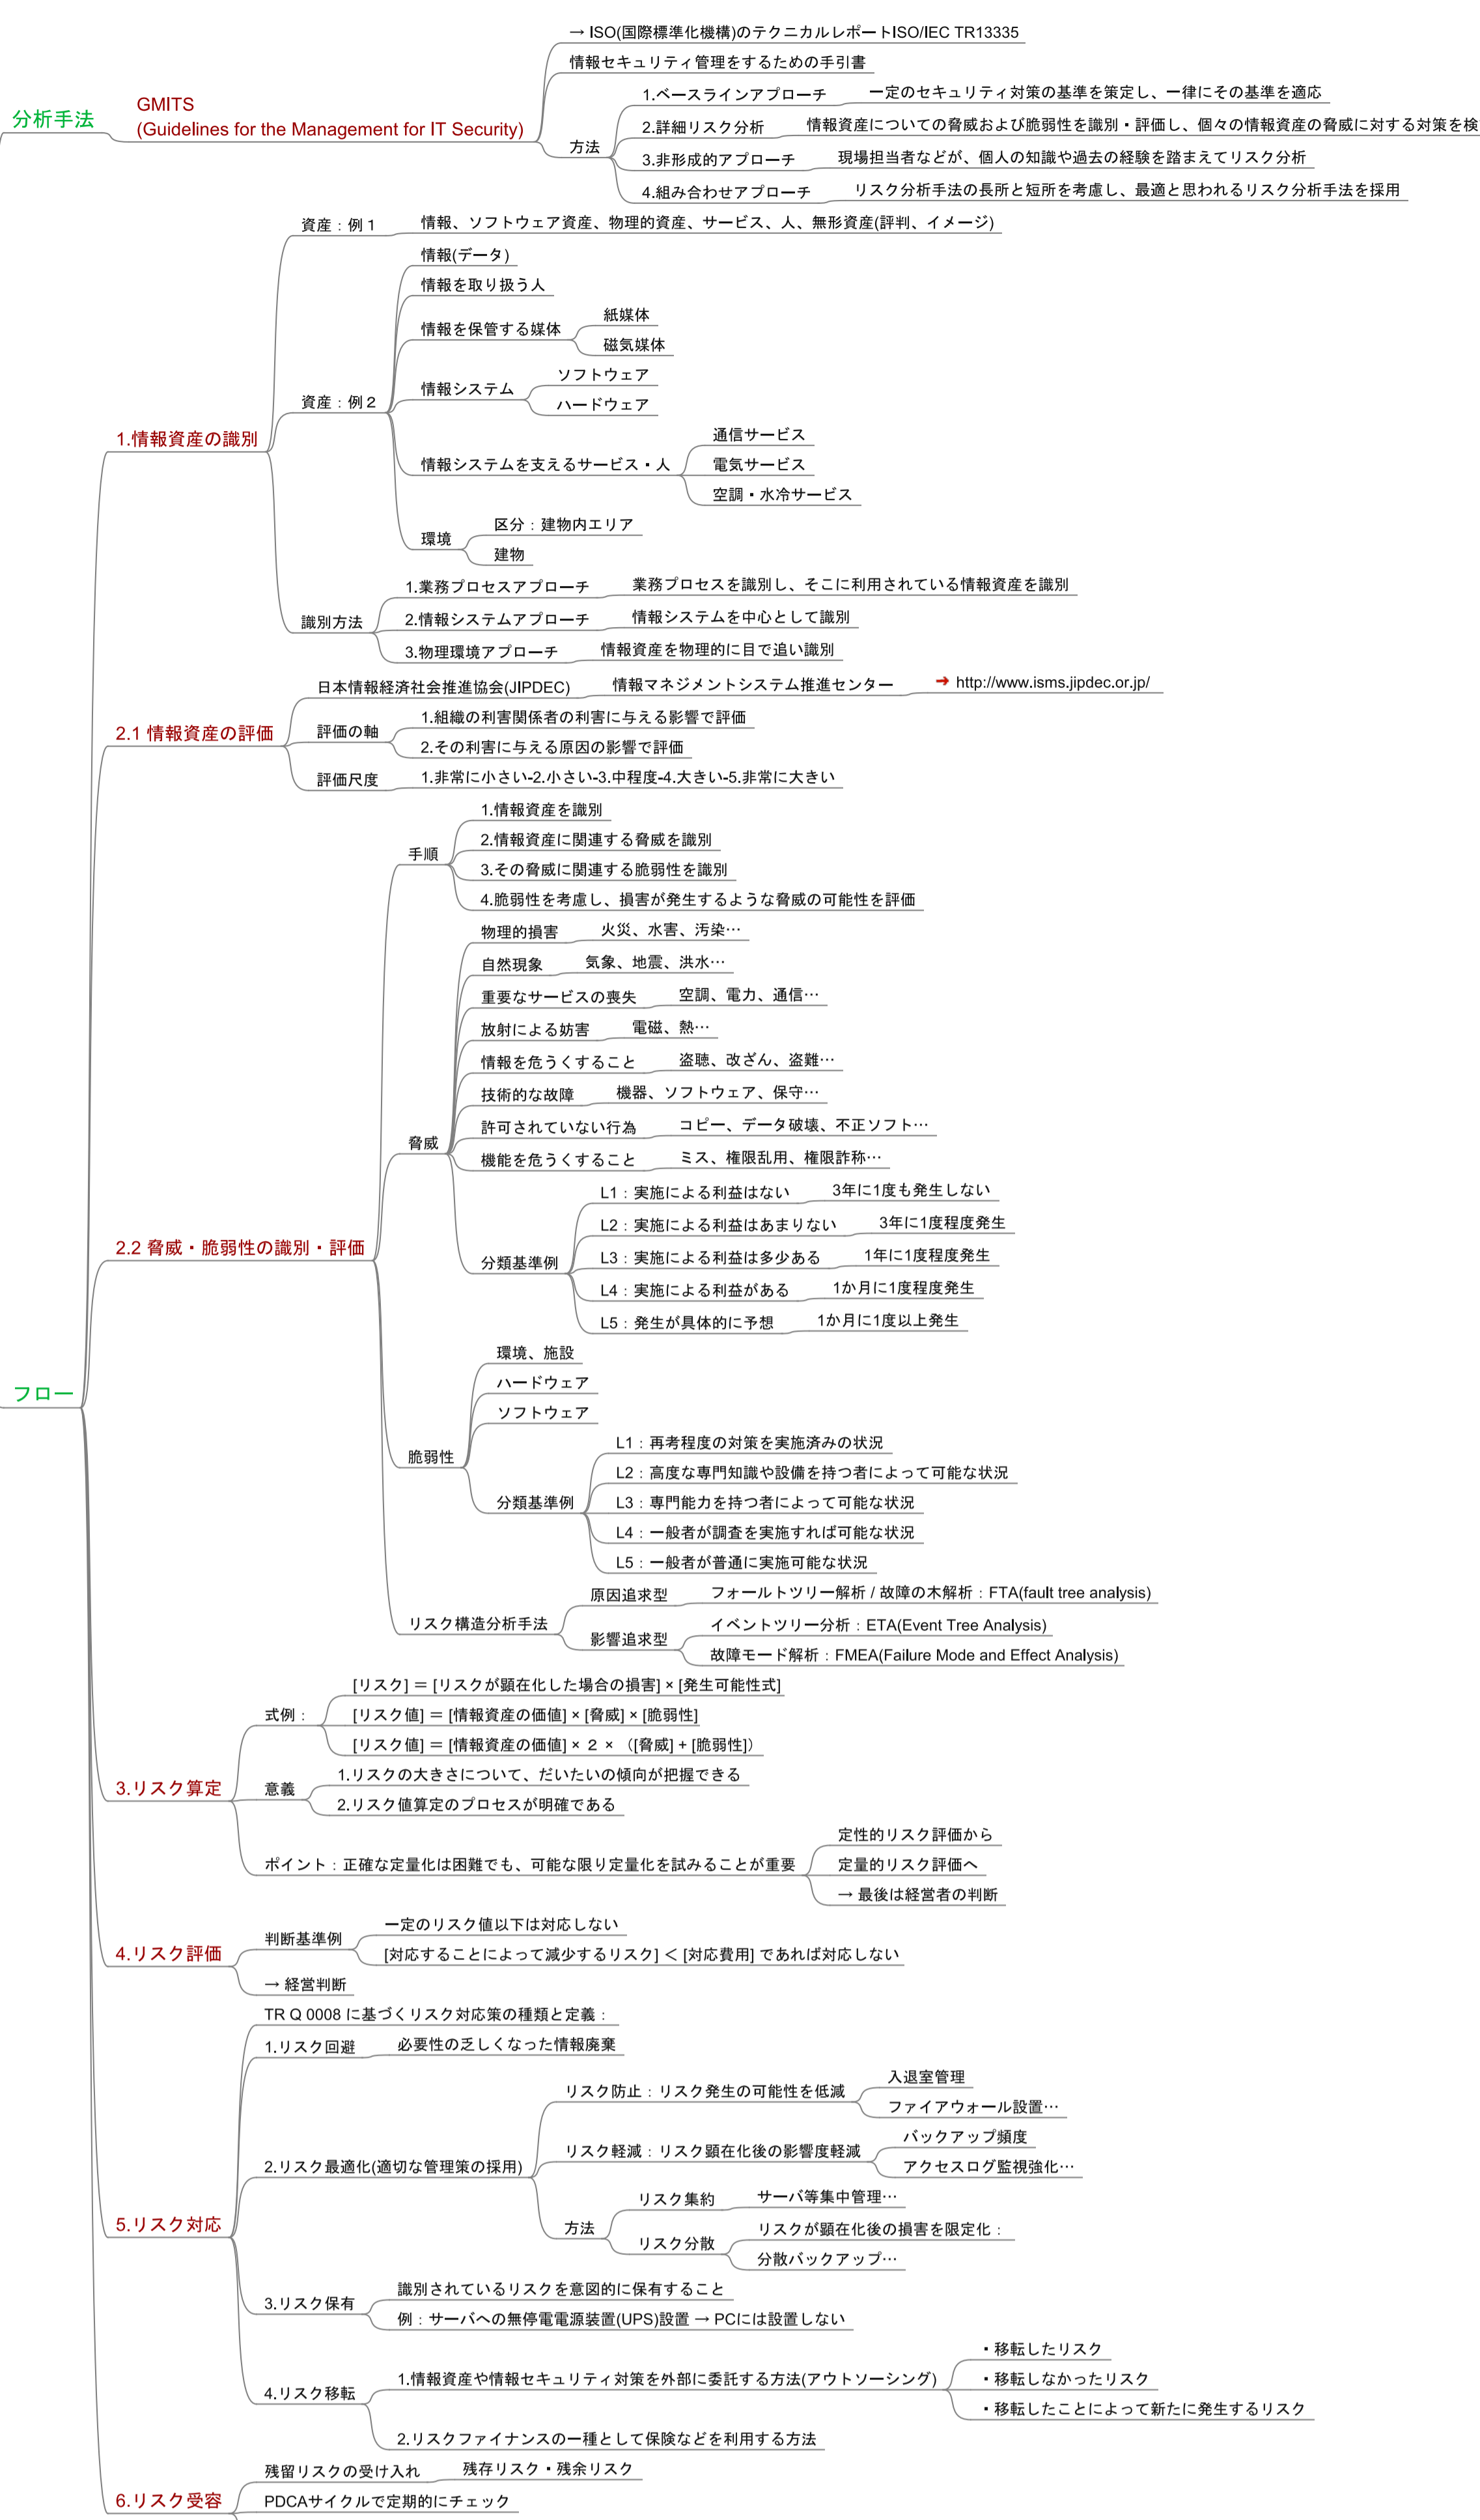 分析手法
GMITS
(Guidelines for the Management for IT Security)
→ ISO(国際標準化機構)のテクニカルレポートISO/IEC TR13335
情報セキュリティ管理をするための手引書
方法
1.ベースラインアプローチ
一定のセキュリティ対策の基準を策定し、一律にその基準を適応
2.詳細リスク分析
情報資産についての脅威および脆弱性を識別・評価し、個々の情報資産の脅威に対する対策を検
3.非形成的アプローチ
現場担当者などが、個人の知識や過去の経験を踏まえてリスク分析
4.組み合わせアプローチ
リスク分析手法の長所と短所を考慮し、最適と思われるリスク分析手法を採用
フロー
1.情報資産の識別
資産：例１
情報、ソフトウェア資産、物理的資産、サービス、人、無形資産(評判、イメージ)
資産：例２
情報(データ)
情報を取り扱う人
情報を保管する媒体
紙媒体
磁気媒体
情報システム
ソフトウェア
ハードウェア
情報システムを支えるサービス・人
通信サービス
電気サービス
空調・水冷サービス
環境
区分：建物内エリア
建物
識別方法
1.業務プロセスアプローチ
業務プロセスを識別し、そこに利用されている情報資産を識別
2.情報システムアプローチ
情報システムを中心として識別
3.物理環境アプローチ
情報資産を物理的に目で追い識別
2.1 情報資産の評価
日本情報経済社会推進協会(JIPDEC)
情報マネジメントシステム推進センター
➜ http://www.isms.jipdec.or.jp/
評価の軸
1.組織の利害関係者の利害に与える影響で評価
2.その利害に与える原因の影響で評価
評価尺度
1.非常に小さい-2.小さい-3.中程度-4.大きい-5.非常に大きい
2.2 脅威・脆弱性の識別・評価
手順
1.情報資産を識別
2.情報資産に関連する脅威を識別
3.その脅威に関連する脆弱性を識別
4.脆弱性を考慮し、損害が発生するような脅威の可能性を評価
脅威
物理的損害
火災、水害、汚染…
自然現象
気象、地震、洪水…
重要なサービスの喪失
空調、電力、通信…
放射による妨害
電磁、熱…
情報を危うくすること
盗聴、改ざん、盗難…
技術的な故障
機器、ソフトウェア、保守…
許可されていない行為
コピー、データ破壊、不正ソフト…
機能を危うくすること
ミス、権限乱用、権限詐称…
分類基準例
L1：実施による利益はない
3年に1度も発生しない
L2：実施による利益はあまりない
3年に1度程度発生
L3：実施による利益は多少ある
1年に1度程度発生
L4：実施による利益がある
1か月に1度程度発生
L5：発生が具体的に予想
1か月に1度以上発生
脆弱性
環境、施設
ハードウェア
ソフトウェア
分類基準例
L1：再考程度の対策を実施済みの状況
L2：高度な専門知識や設備を持つ者によって可能な状況
L3：専門能力を持つ者によって可能な状況
L4：一般者が調査を実施すれば可能な状況
L5：一般者が普通に実施可能な状況
リスク構造分析手法
原因追求型
フォールトツリー解析 / 故障の木解析：FTA(fault tree analysis)
影響追求型
イベントツリー分析：ETA(Event Tree Analysis)
故障モード解析：FMEA(Failure Mode and Effect Analysis)
3.リスク算定
式例：
[リスク] ＝ [リスクが顕在化した場合の損害] × [発生可能性式]
[リスク値] ＝ [情報資産の価値] × [脅威] × [脆弱性]
[リスク値] ＝ [情報資産の価値] × ２ × （[脅威] + [脆弱性]）
意義
1.リスクの大きさについて、だいたいの傾向が把握できる
2.リスク値算定のプロセスが明確である
ポイント：正確な定量化は困難でも、可能な限り定量化を試みることが重要
定性的リスク評価から
定量的リスク評価へ
→ 最後は経営者の判断
4.リスク評価
判断基準例
一定のリスク値以下は対応しない
[対応することによって減少するリスク] ＜ [対応費用] であれば対応しない
→ 経営判断
5.リスク対応
TR Q 0008 に基づくリスク対応策の種類と定義：
1.リスク回避
必要性の乏しくなった情報廃棄
2.リスク最適化(適切な管理策の採用)
リスク防止：リスク発生の可能性を低減
入退室管理
ファイアウォール設置…
リスク軽減：リスク顕在化後の影響度軽減
バックアップ頻度
アクセスログ監視強化…
方法
リスク集約
サーバ等集中管理…
リスク分散
リスクが顕在化後の損害を限定化：
分散バックアップ…
3.リスク保有
識別されているリスクを意図的に保有すること
例：サーバへの無停電電源装置(UPS)設置 → PCには設置しない
4.リスク移転
1.情報資産や情報セキュリティ対策を外部に委託する方法(アウトソーシング)
・移転したリスク
・移転しなかったリスク
・移転したことによって新たに発生するリスク
2.リスクファイナンスの一種として保険などを利用する方法
6.リスク受容
残留リスクの受け入れ
残存リスク・残余リスク
PDCAサイクルで定期的にチェック